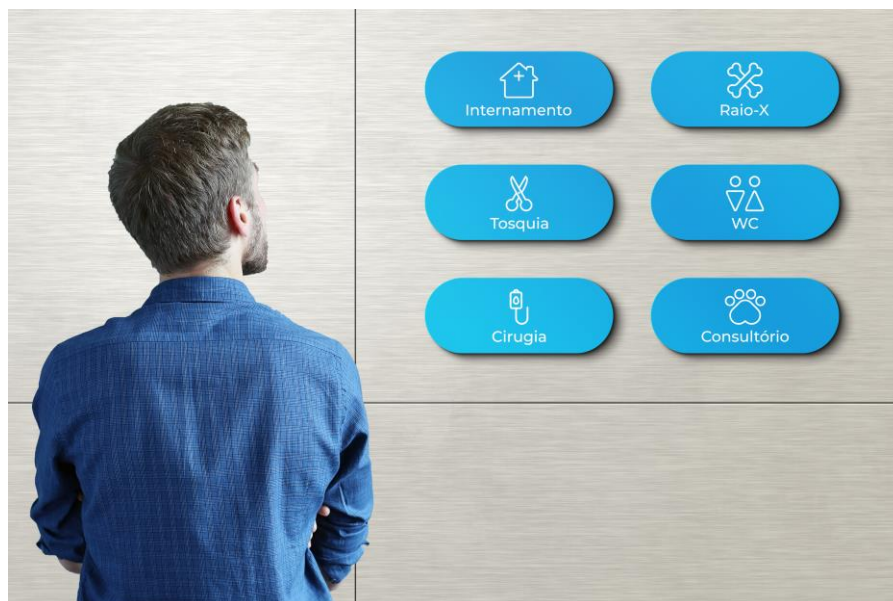 Internamento
Raio-X
Tosquia
WC
Cirugia
Consultório